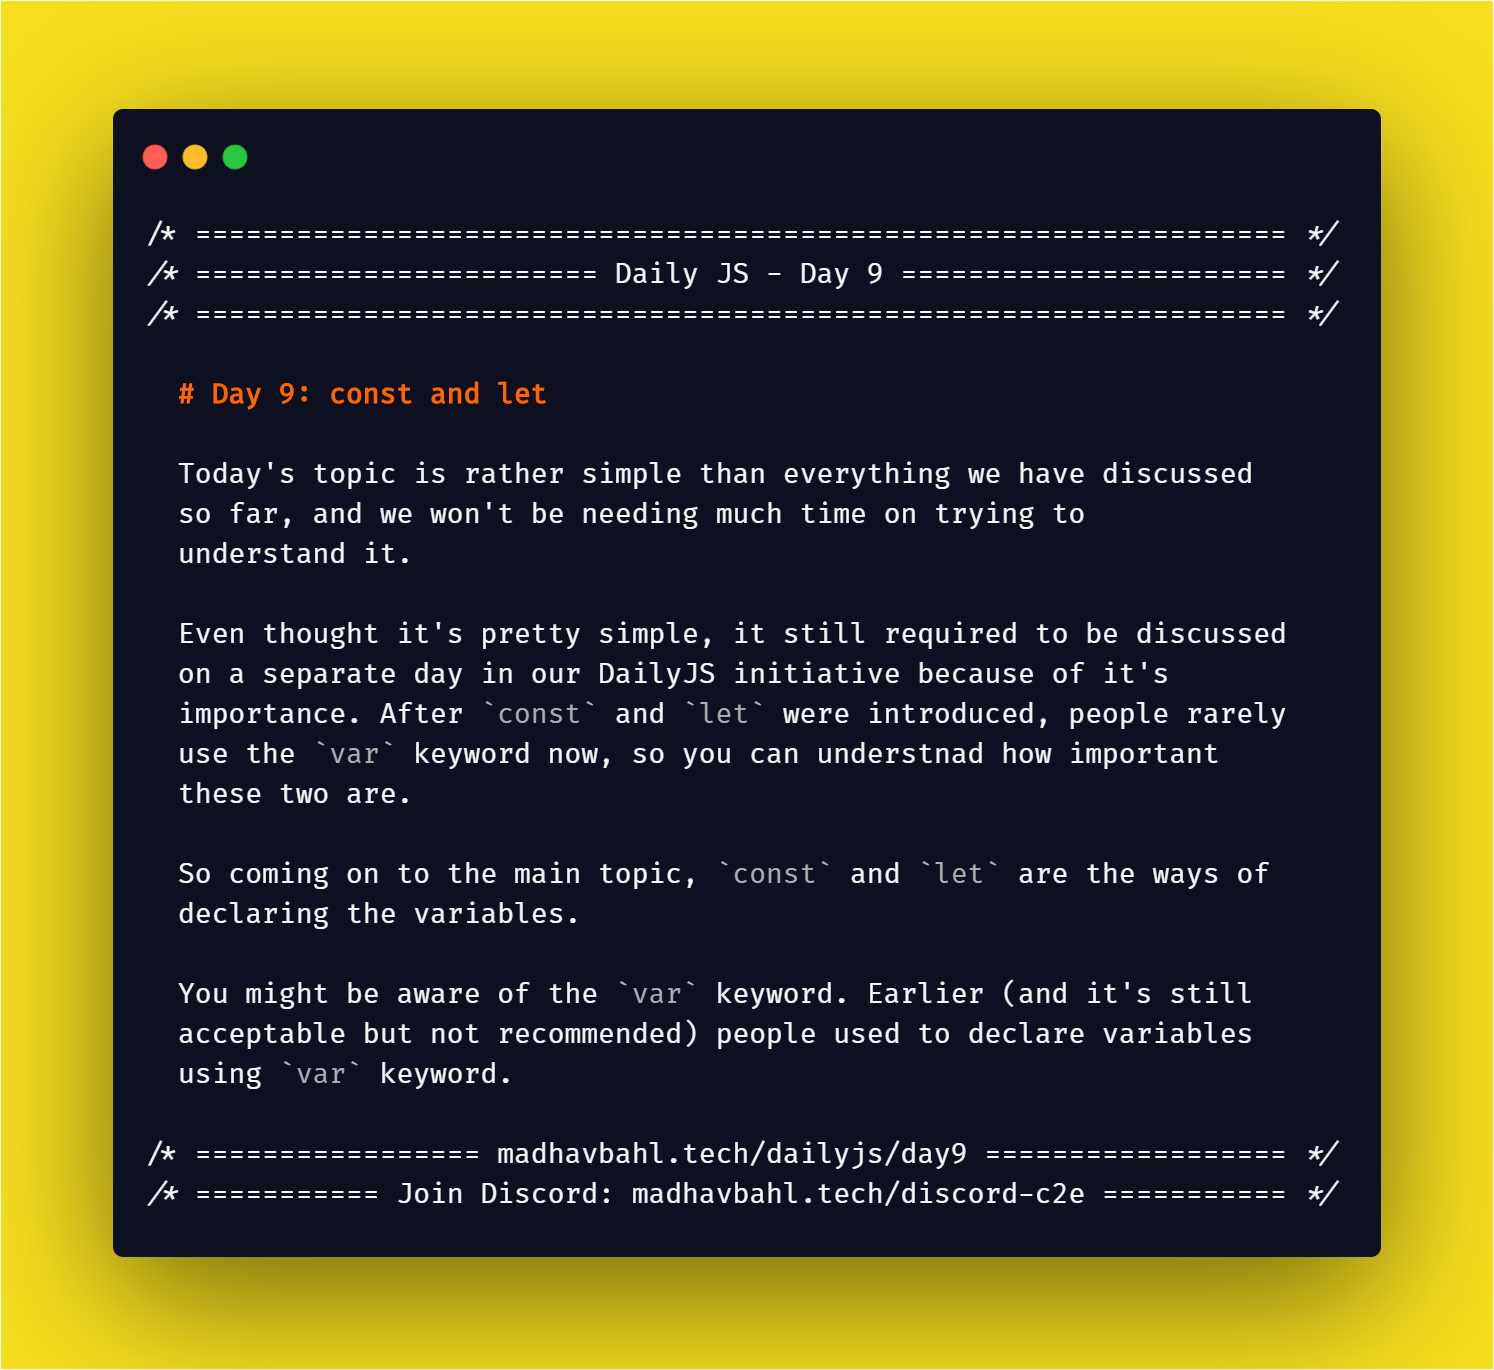 /* ================================================================= */
/* ======================== Daily JS - Day 9 ======================= */
/* ================================================================= */
# Day 9: const and let
Today's topic is rather simple than everything we have discussed
so far, and we won't be needing much time on trying to
understand it.
Even thought it's pretty simple, it still required to be discussed
on a separate day in our DailyJS initiative because of it's
importance. After `const` and `let` were introduced, people rarely
use the `var` keyword now, so you can understnad how important
these two are.
So coming on to the main topic, `const` and `let` are the ways of
declaring the variables.
You might be aware of the `var` keyword. Earlier (and it's still
acceptable but not recommended) people used to declare variables
using `var` keyword.
/* ================= madhavbahl.tech/dailyjs/day9 ================== */
/* =========== Join Discord: madhavbahl.tech/discord-c2e =========== */